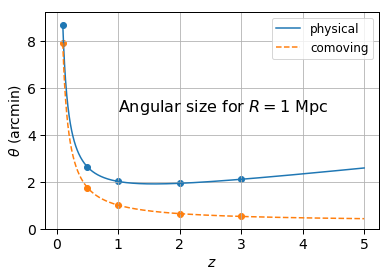 physical
comoving
Angular size for R = 1 Mpc
θ (arcmin)
8
6
4
2
0
0 1 2 3 4 5
z